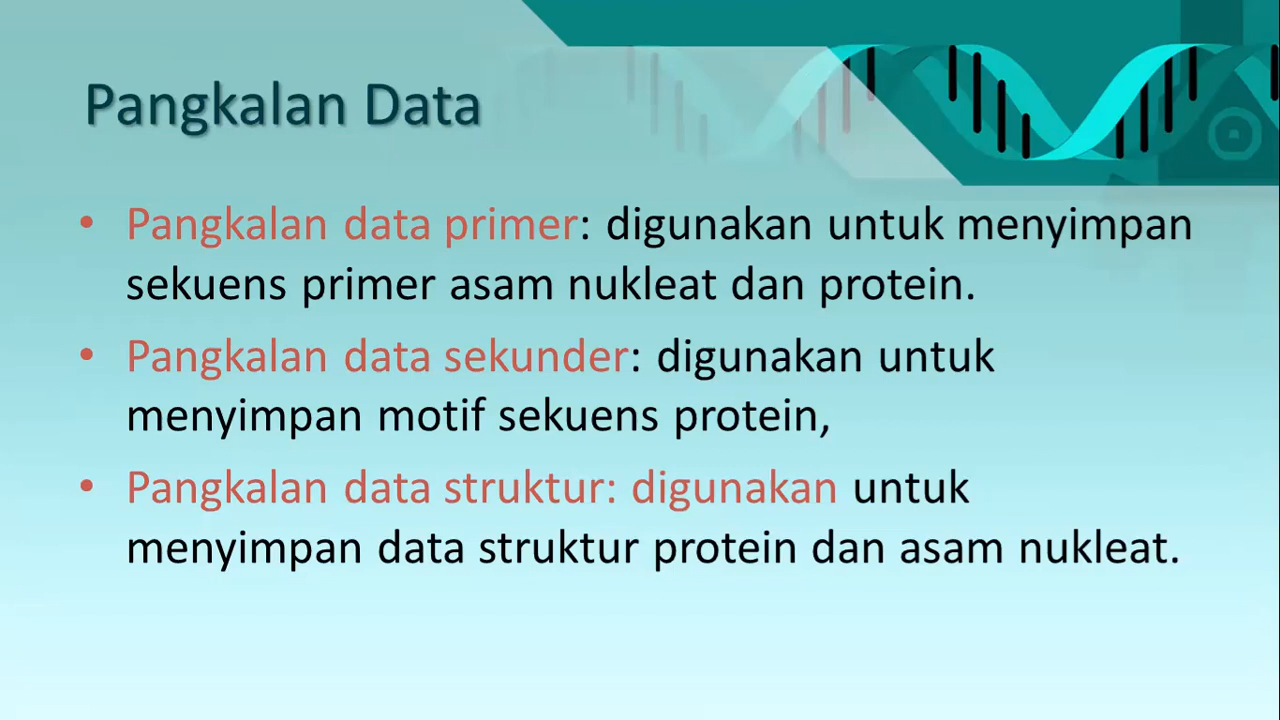 Pangkalan Data
• Pangkalan data primer: digunakan untuk menyimpan
sekuens primer asam nukleat dan protein.
• Pangkalan data sekunder: digunakan untuk
menyimpan motif sekuens protein,
• Pangkalan data struktur: digunakan untuk
menyimpan data struktur protein dan asam nukleat.